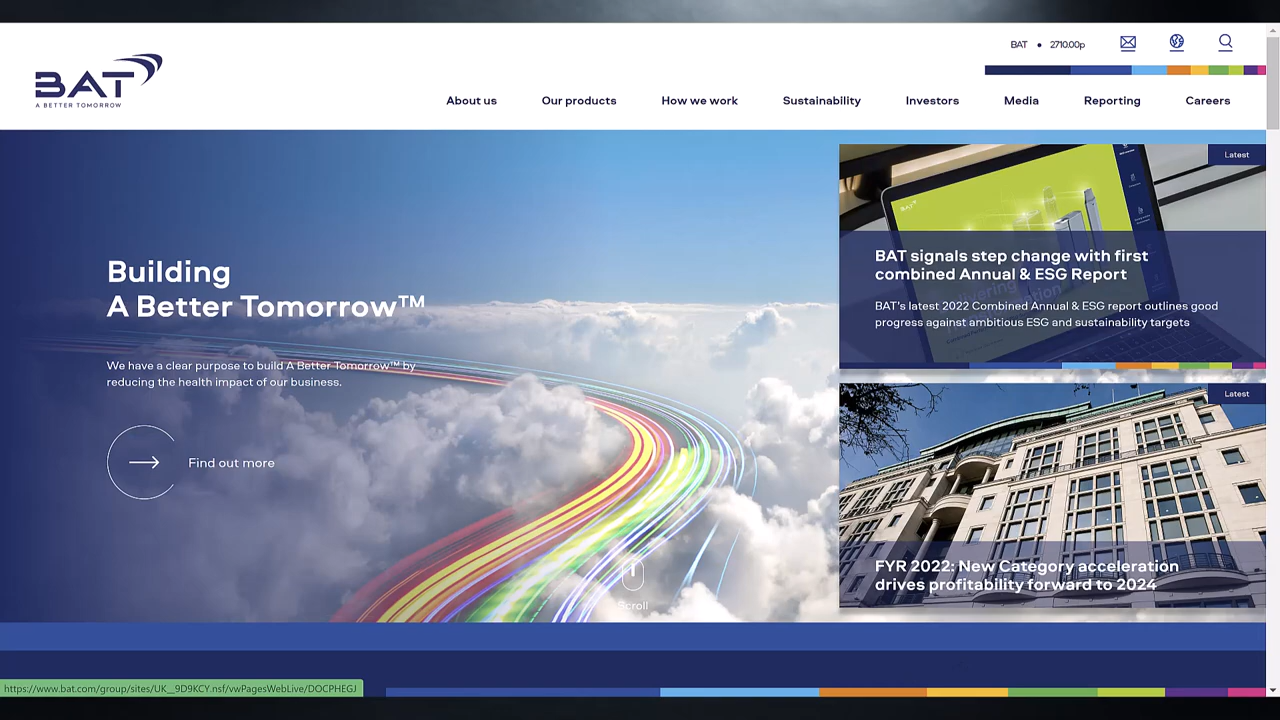 BAT • 2710.00p
BAT
A BETTER TOMORROW
About us
Our products
How we work
Sustainability
Investors
Media
Reporting
Careers
Building
A Better Tomorrow™
We have a clear purpose to build A Better Tomorrow™ by
reducing the health impact of our business.
Find out more
Scroll
Latest
BAT
BAT signals step change with first
combined Annual & ESG Report
BAT's latest 2022 Combined Annual & ESG report outlines good
progress against ambitious ESG and sustainability targets
Latest
FYR 2022: New Category acceleration
drives profitability forward to 2024
https://www.bat.com/group/sites/UK__9D9KCY.nsf/vwPagesWebLive/DOCPHEGJ